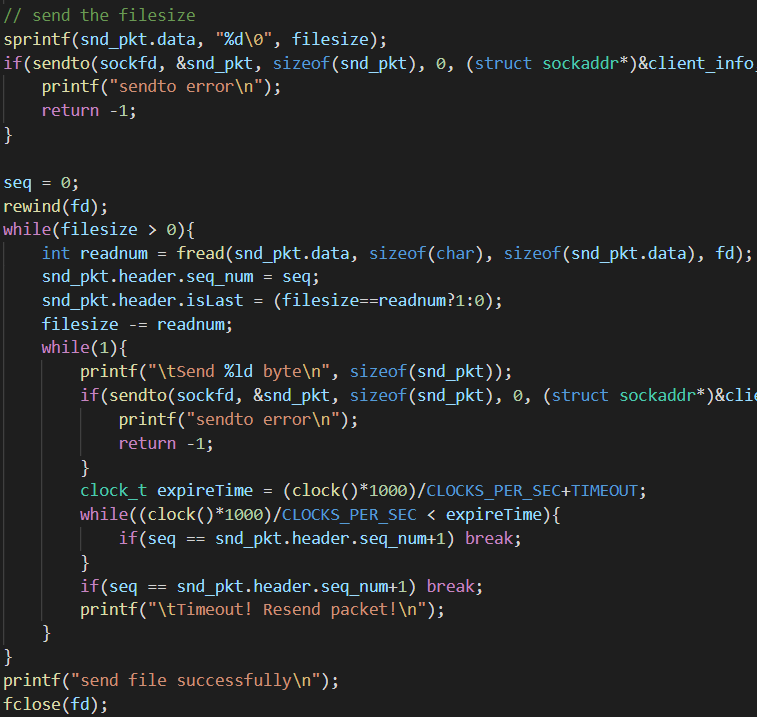 // send the filesize
sprintf(snd_pkt.data, "%d\0", filesize);
if(sendto(sockfd, &snd_pkt, sizeof(snd_pkt), 0, (struct sockaddr*)&client_info,
    printf("sendto error\n");
    return -1;
}

seq = 0;
rewind(fd);
while(filesize > 0){
    int readnum = fread(snd_pkt.data, sizeof(char), sizeof(snd_pkt.data), fd);
    snd_pkt.header.seq_num = seq;
    snd_pkt.header.isLast = (filesize==readnum?1:0);
    filesize -= readnum;
    while(1){
        printf("\tSend %ld byte\n", sizeof(snd_pkt));
        if(sendto(sockfd, &snd_pkt, sizeof(snd_pkt), 0, (struct sockaddr*)&clie
            printf("sendto error\n");
            return -1;
        }
        clock_t expireTime = (clock()*1000)/CLOCKS_PER_SEC+TIMEOUT;
        while((clock()*1000)/CLOCKS_PER_SEC < expireTime){
            if(seq == snd_pkt.header.seq_num+1) break;
        }
        if(seq == snd_pkt.header.seq_num+1) break;
        printf("\tTimeout! Resend packet!\n");
    }
}
printf("send file successfully\n");
fclose(fd);